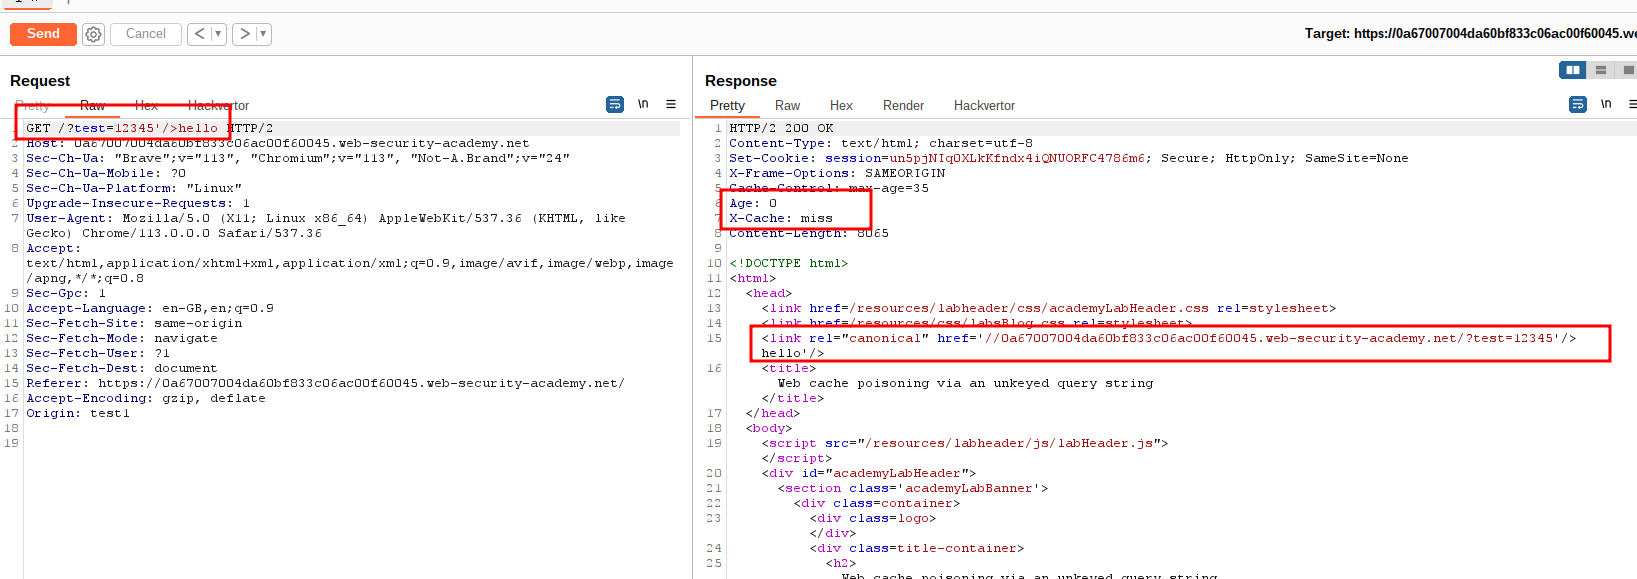 Send Cancel < ▼ > ▼ Target: https://0a67007004da60bf833c06ac00f60045.we
Request
Pretty Raw Hex Hackvertor \n
1 GET /?test=12345'/>hello HTTP/2
2 Host: 0a67007004da60bf833c06ac00f60045.web-security-academy.net
3 Sec-Ch-Ua: "Brave";v="113", "Chromium";v="113", "Not-A.Brand";v="24"
4 Sec-Ch-Ua-Mobile: ?0
5 Sec-Ch-Ua-Platform: "Linux"
6 Upgrade-Insecure-Requests: 1
7 User-Agent: Mozilla/5.0 (X11; Linux x86_64) AppleWebKit/537.36 (KHTML, like
Gecko) Chrome/113.0.0.0 Safari/537.36
8 Accept:
text/html,application/xhtml+xml,application/xml;q=0.9,image/avif,image/webp,image
/apng,*/*;q=0.8
9 Sec-Gpc: 1
10 Accept-Language: en-GB,en;q=0.9
11 Sec-Fetch-Site: same-origin
12 Sec-Fetch-Mode: navigate
13 Sec-Fetch-User: ?1
14 Sec-Fetch-Dest: document
15 Referer: https://0a67007004da60bf833c06ac00f60045.web-security-academy.net/
16 Accept-Encoding: gzip, deflate
17 Origin: test1
18
19
Response
Pretty Raw Hex Render Hackvertor \n
1 HTTP/2 200 OK
2 Content-Type: text/html; charset=utf-8
3 Set-Cookie: session=un5pjNIqOXLkKfndx4iQNUORFC4786m6; Secure; HttpOnly; SameSite=None
4 X-Frame-Options: SAMEORIGIN
5 Cache-Control: max-age=35
6 Age: 0
7 X-Cache: miss
8 Content-Length: 8065
9
10 <!DOCTYPE html>
11 <html>
12 <head>
13 <link href=/resources/labheader/css/academyLabHeader.css rel=stylesheet>
14 <link href=/resources/css/labsBlog.css rel=stylesheet>
15 <link rel="canonical" href='//0a67007004da60bf833c06ac00f60045.web-security-academy.net/?test=12345'/>
hello'/>
16 <title>
Web cache poisoning via an unkeyed query string
</title>
17 </head>
18 <body>
19 <script src="/resources/labheader/js/labHeader.js">
</script>
20 <div id="academyLabHeader">
21 <section class='academyLabBanner'>
22 <div class=container>
23 <div class=logo>
</div>
24 <div class=title-container>
25 <h2>
Web cache poisoning via an unkeyed query string